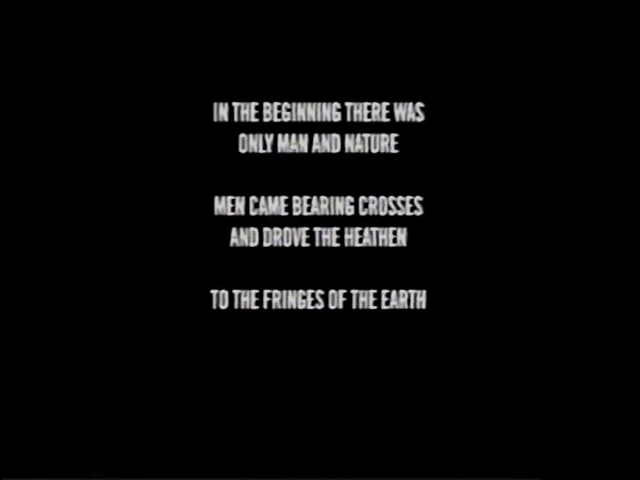 IN THE BEGINNING THERE WAS
ONLY MAN AND NATURE
MEN CAME BEARING CROSSES
AND DROVE THE HEATHEN
TO THE FRINGES OF THE EARTH